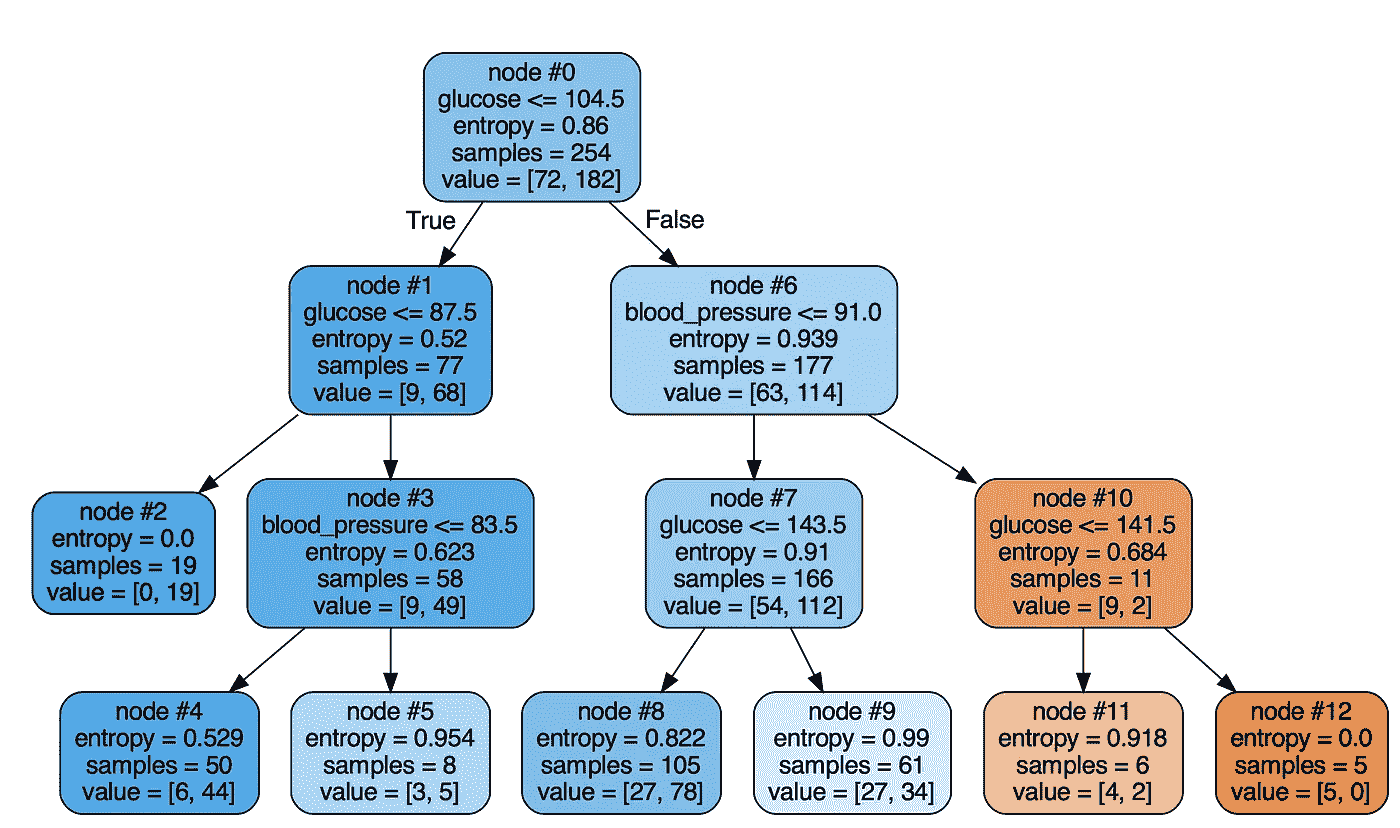 node #0
glucose <= 104.5
entropy = 0.86
samples = 254
value = [72, 182]
True
False
node #1
glucose <= 87.5
entropy = 0.52
samples = 77
value = [9, 68]
node #6
blood_pressure <= 91.0
entropy = 0.939
samples = 177
value = [63, 114]
node #2
entropy = 0.0
samples = 19
value = [0, 19]
node #3
blood_pressure <= 83.5
entropy = 0.623
samples = 58
value = [9, 49]
node #7
glucose <= 143.5
entropy = 0.91
samples = 166
value = [54, 112]
node #10
glucose <= 141.5
entropy = 0.684
samples = 11
value = [9, 2]
node #4
entropy = 0.529
samples = 50
value = [6, 44]
node #5
entropy = 0.954
samples = 8
value = [3, 5]
node #8
entropy = 0.822
samples = 105
value = [27, 78]
node #9
entropy = 0.99
samples = 61
value = [27, 34]
node #11
entropy = 0.918
samples = 6
value = [4, 2]
node #12
entropy = 0.0
samples = 5
value = [5, 0]